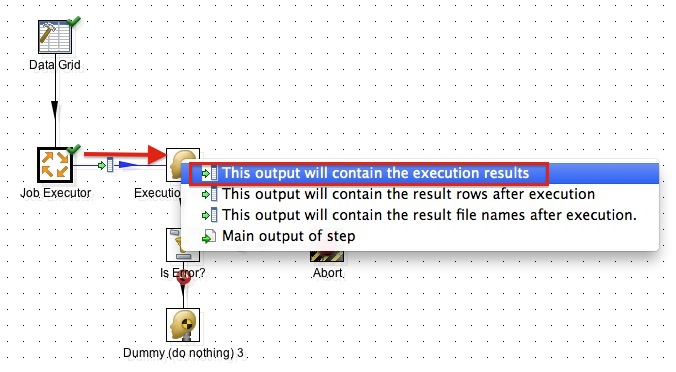 Data Grid
Job Executor
Execution
This output will contain the execution results
This output will contain the result rows after execution
This output will contain the result file names after execution.
Main output of step
Is Error?
Abort
Dummy (do nothing) 3